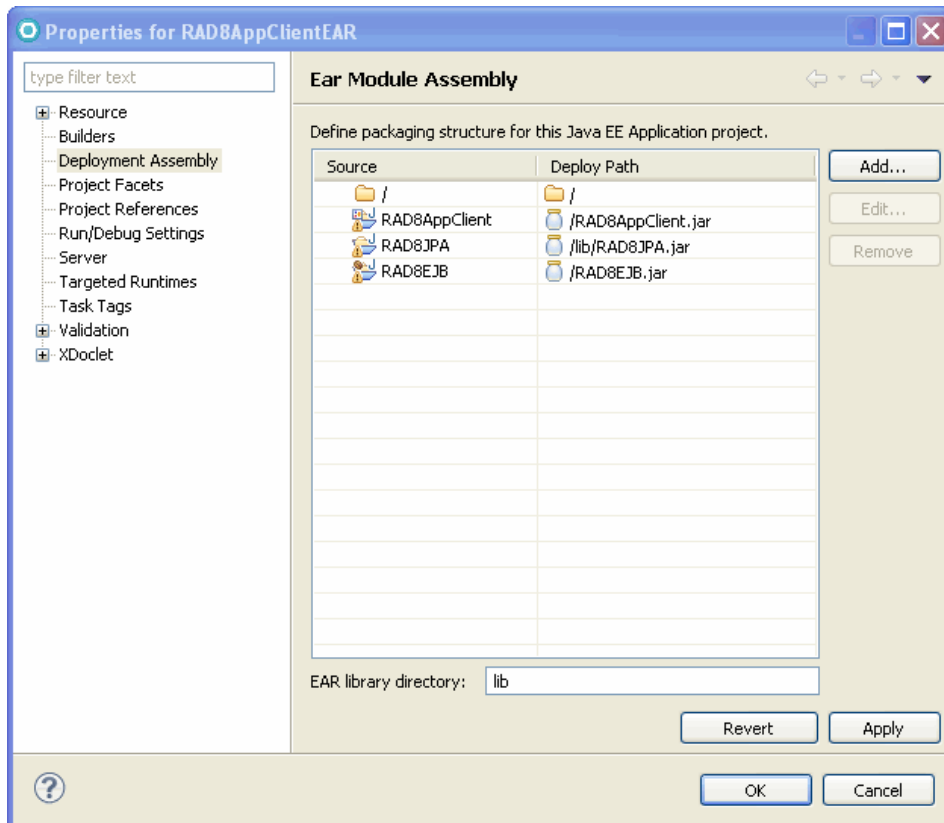 Properties for RAD8AppClientEAR
type filter text
Resource
Builders
Deployment Assembly
Project Facets
Project References
Run/Debug Settings
Server
Targeted Runtimes
Task Tags
Validation
XDoclet
Ear Module Assembly
Define packaging structure for this Java EE Application project.
Source Deploy Path
/ /
RAD8AppClient /RAD8AppClient.jar
RAD8JPA /lib/RAD8JPA.jar
RAD8EJB /RAD8EJB.jar
Add...
Edit...
Remove
EAR library directory: lib
Revert Apply
? OK Cancel